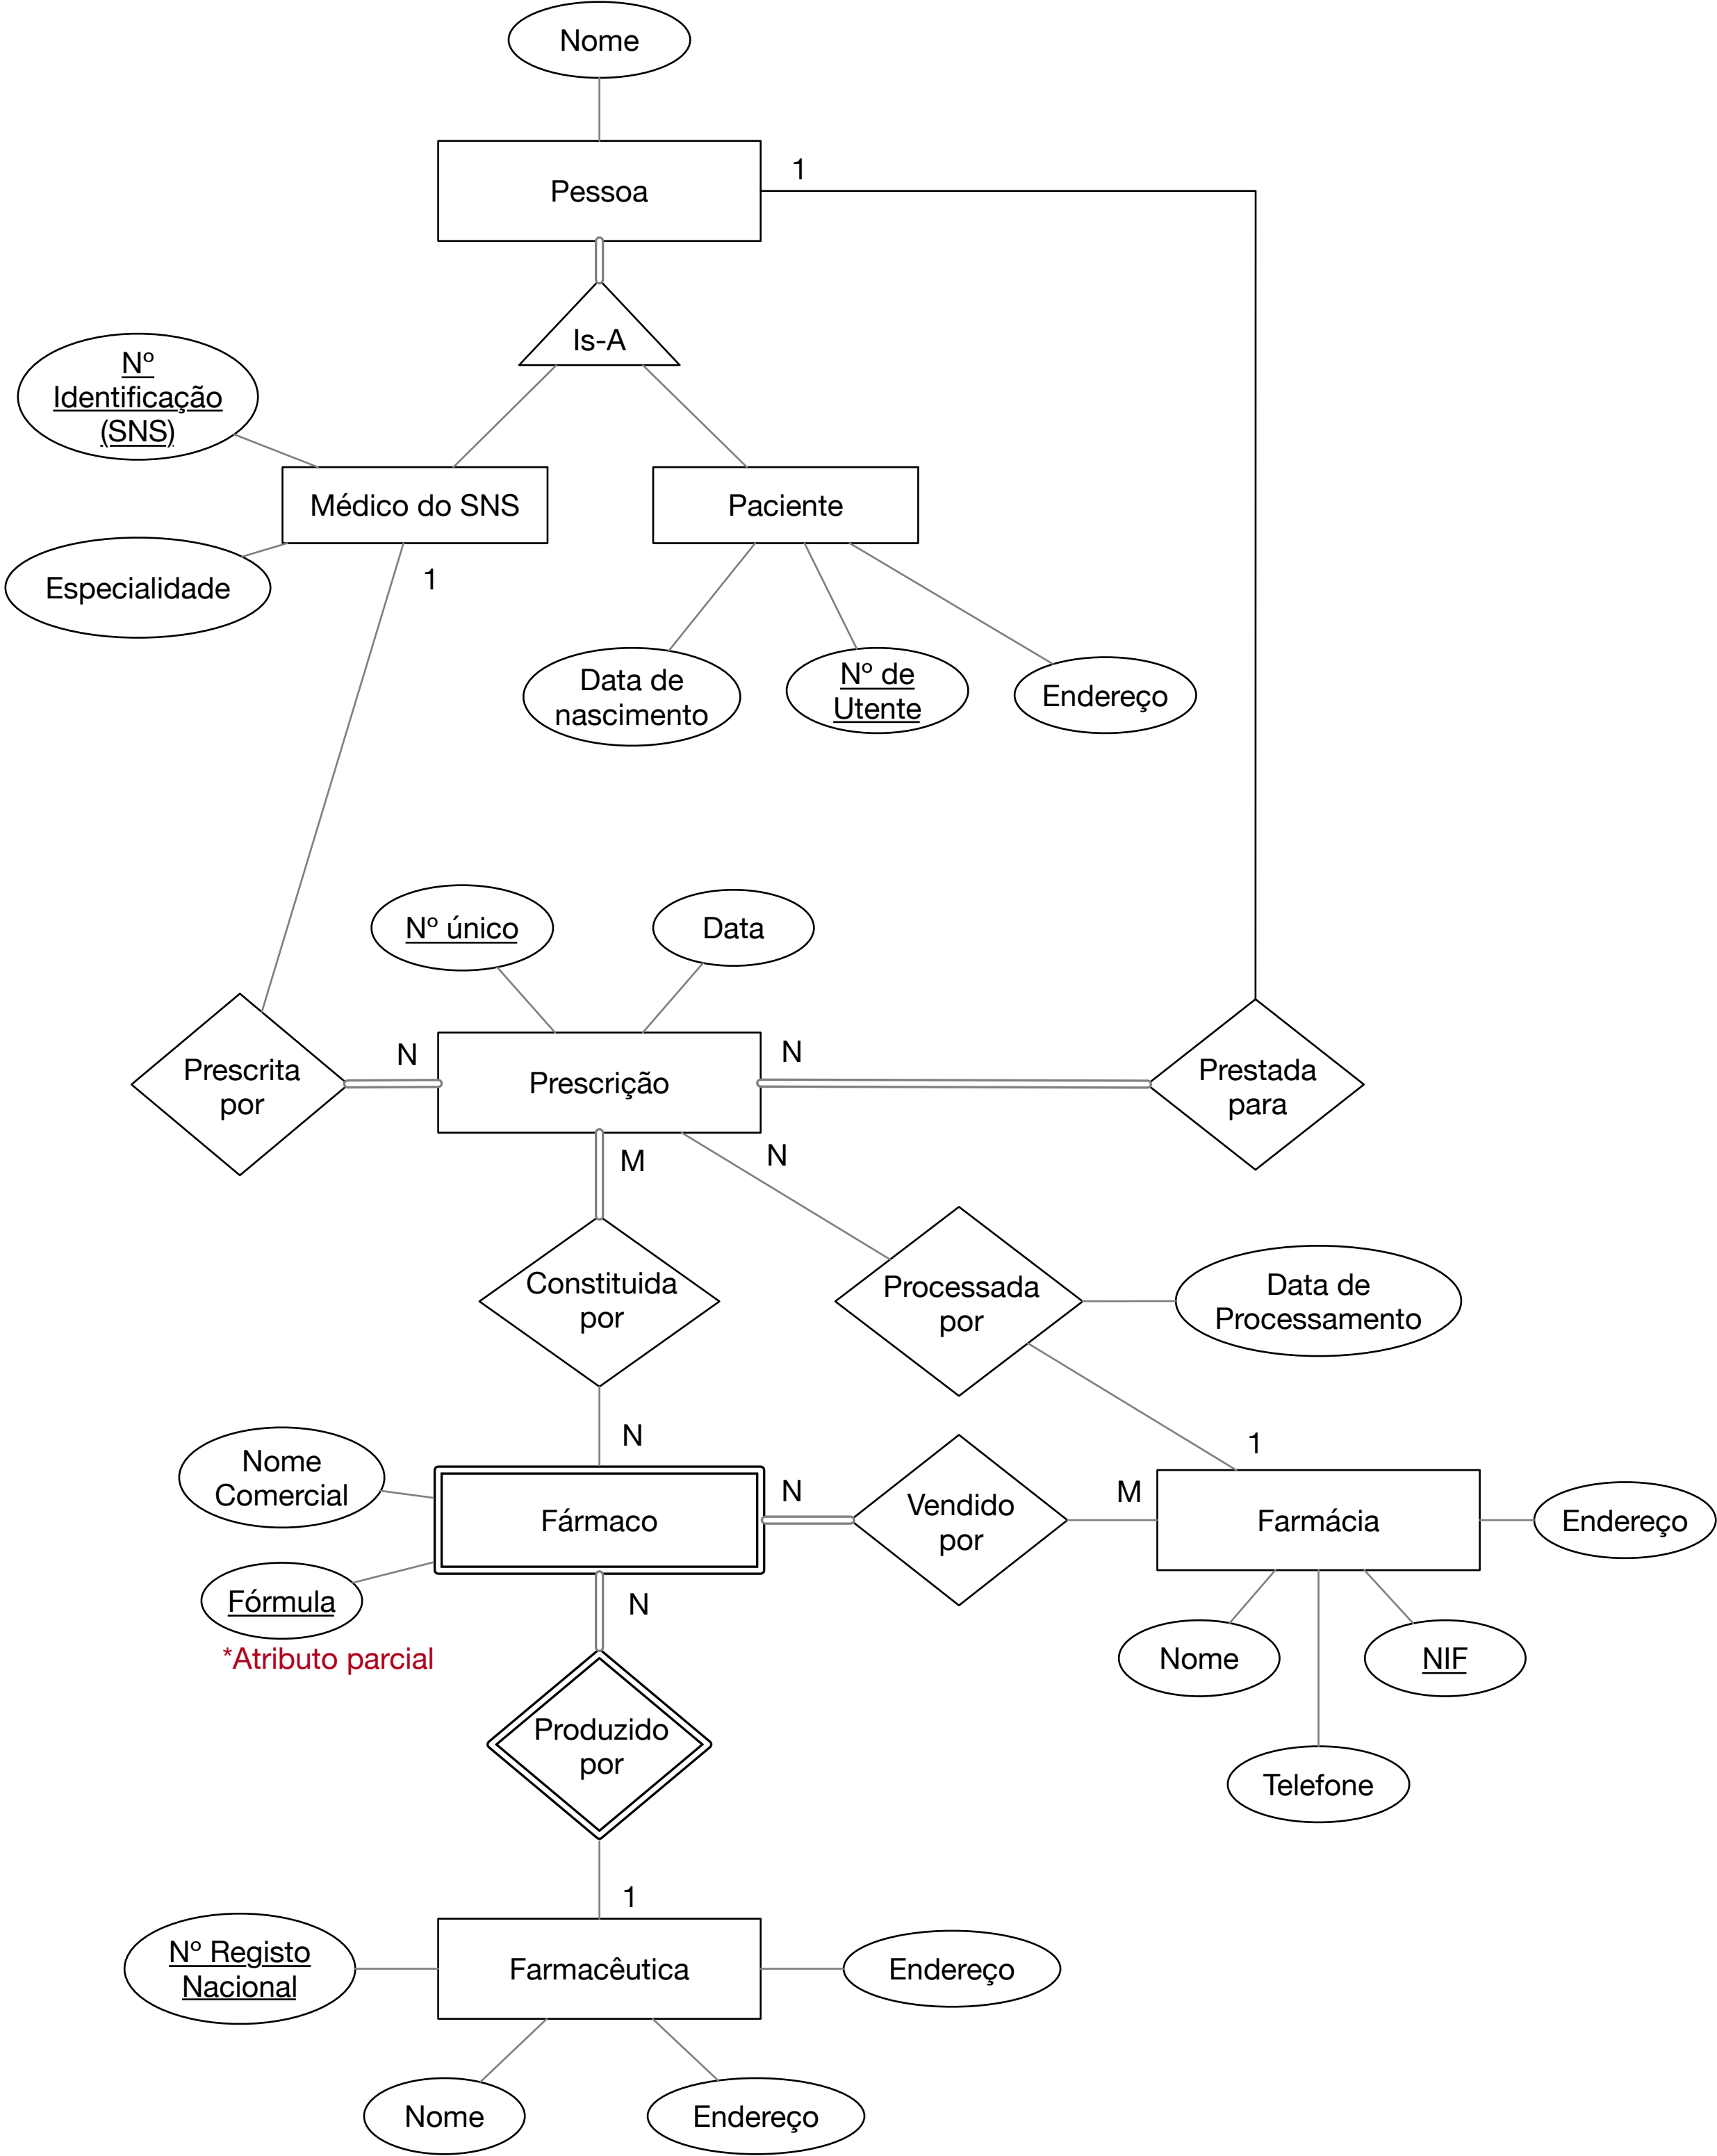 Nome
Pessoa
1
Is-A
Nº
Identificação
(SNS)
Médico do SNS
Paciente
Especialidade
1
Data de
nascimento
Nº de
Utente
Endereço
Nº único
Data
Prescrita
por
N
Prescrição
N
Prestada
para
M
N
Constituida
por
Processada
por
Data de
Processamento
N
1
Nome
Comercial
Fármaco
N
Vendido
por
M
Farmácia
Endereço
Fórmula
*Atributo parcial
N
Nome
NIF
Produzido
por
Telefone
1
Nº Registo
Nacional
Farmacêutica
Endereço
Nome
Endereço